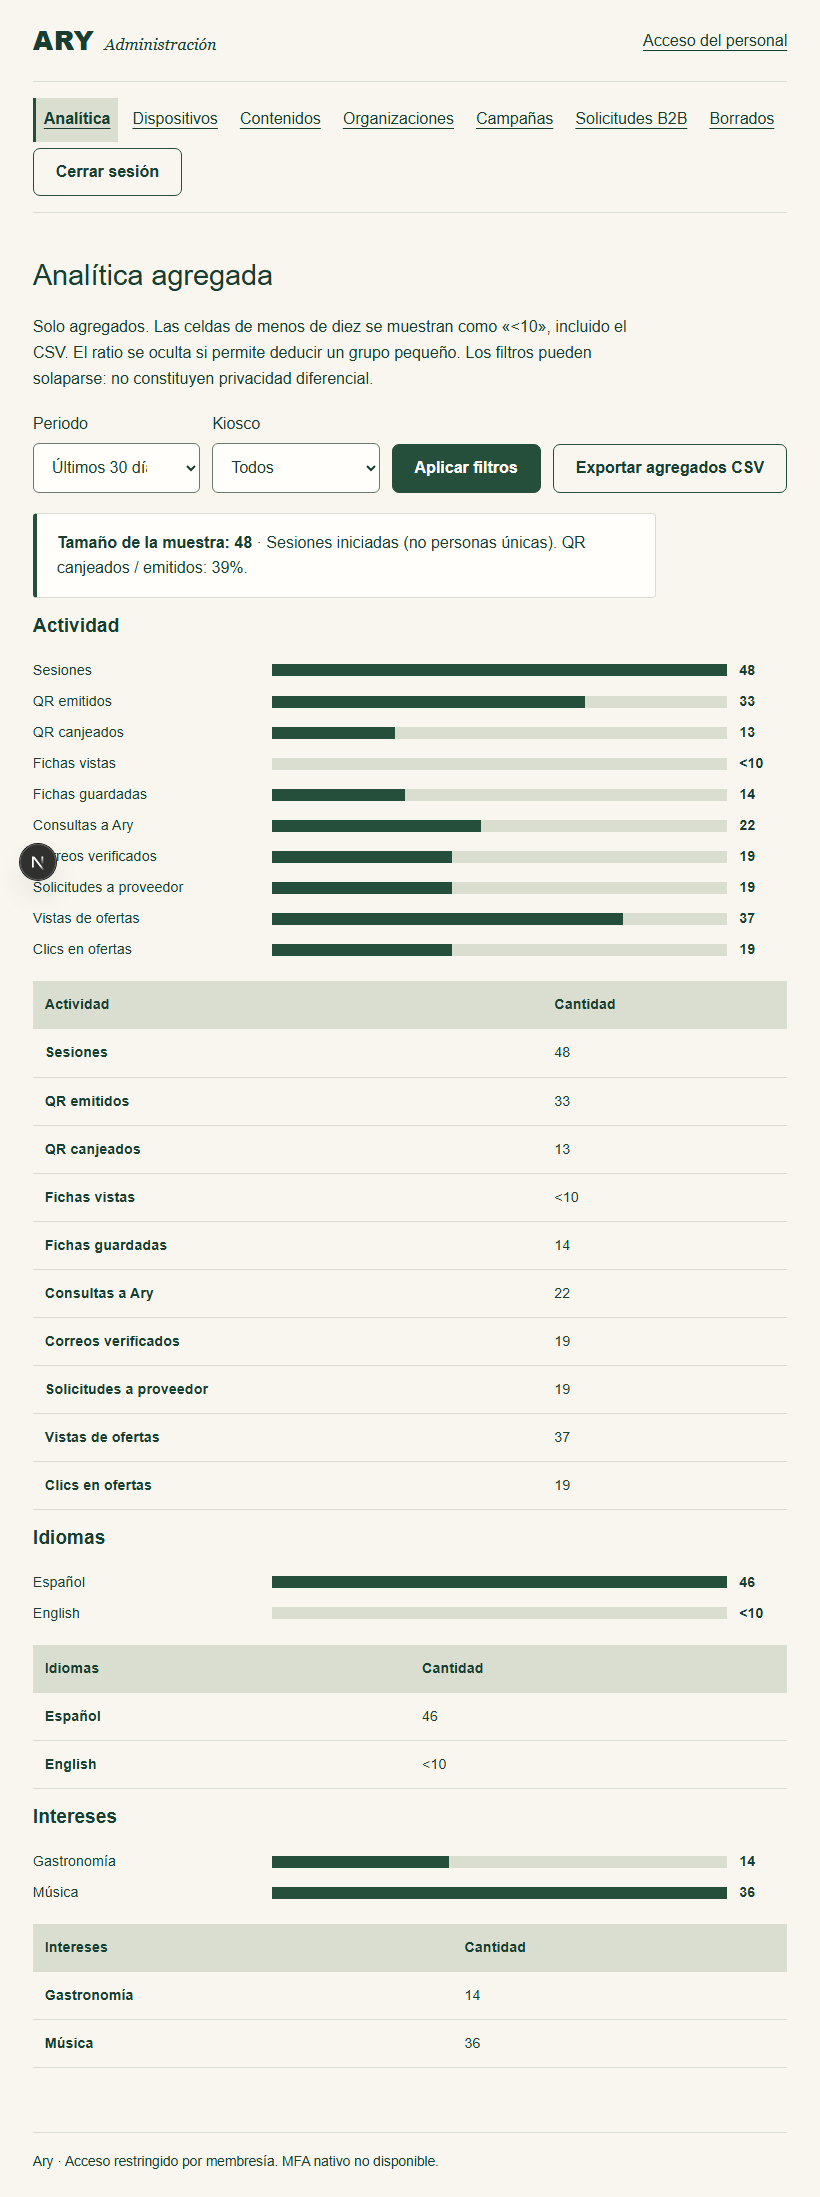 ARY Administración
Acceso del personal
Analítica Dispositivos Contenidos Organizaciones Campañas Solicitudes B2B Borrados
Cerrar sesión
Analítica agregada
Solo agregados. Las celdas de menos de diez se muestran como «<10», incluido el
CSV. El ratio se oculta si permite deducir un grupo pequeño. Los filtros pueden
solaparse: no constituyen privacidad diferencial.
Periodo Kiosco
Últimos 30 día Todos Aplicar filtros Exportar agregados CSV
Tamaño de la muestra: 48 · Sesiones iniciadas (no personas únicas). QR
canjeados / emitidos: 39%.
Actividad
Sesiones 48
QR emitidos 33
QR canjeados 13
Fichas vistas <10
Fichas guardadas 14
Consultas a Ary 22
N reos verificados 19
Solicitudes a proveedor 19
Vistas de ofertas 37
Clics en ofertas 19
Actividad Cantidad
Sesiones 48
QR emitidos 33
QR canjeados 13
Fichas vistas <10
Fichas guardadas 14
Consultas a Ary 22
Correos verificados 19
Solicitudes a proveedor 19
Vistas de ofertas 37
Clics en ofertas 19
Idiomas
Español 46
English <10
Idiomas Cantidad
Español 46
English <10
Intereses
Gastronomía 14
Música 36
Intereses Cantidad
Gastronomía 14
Música 36
Ary · Acceso restringido por membresía. MFA nativo no disponible.